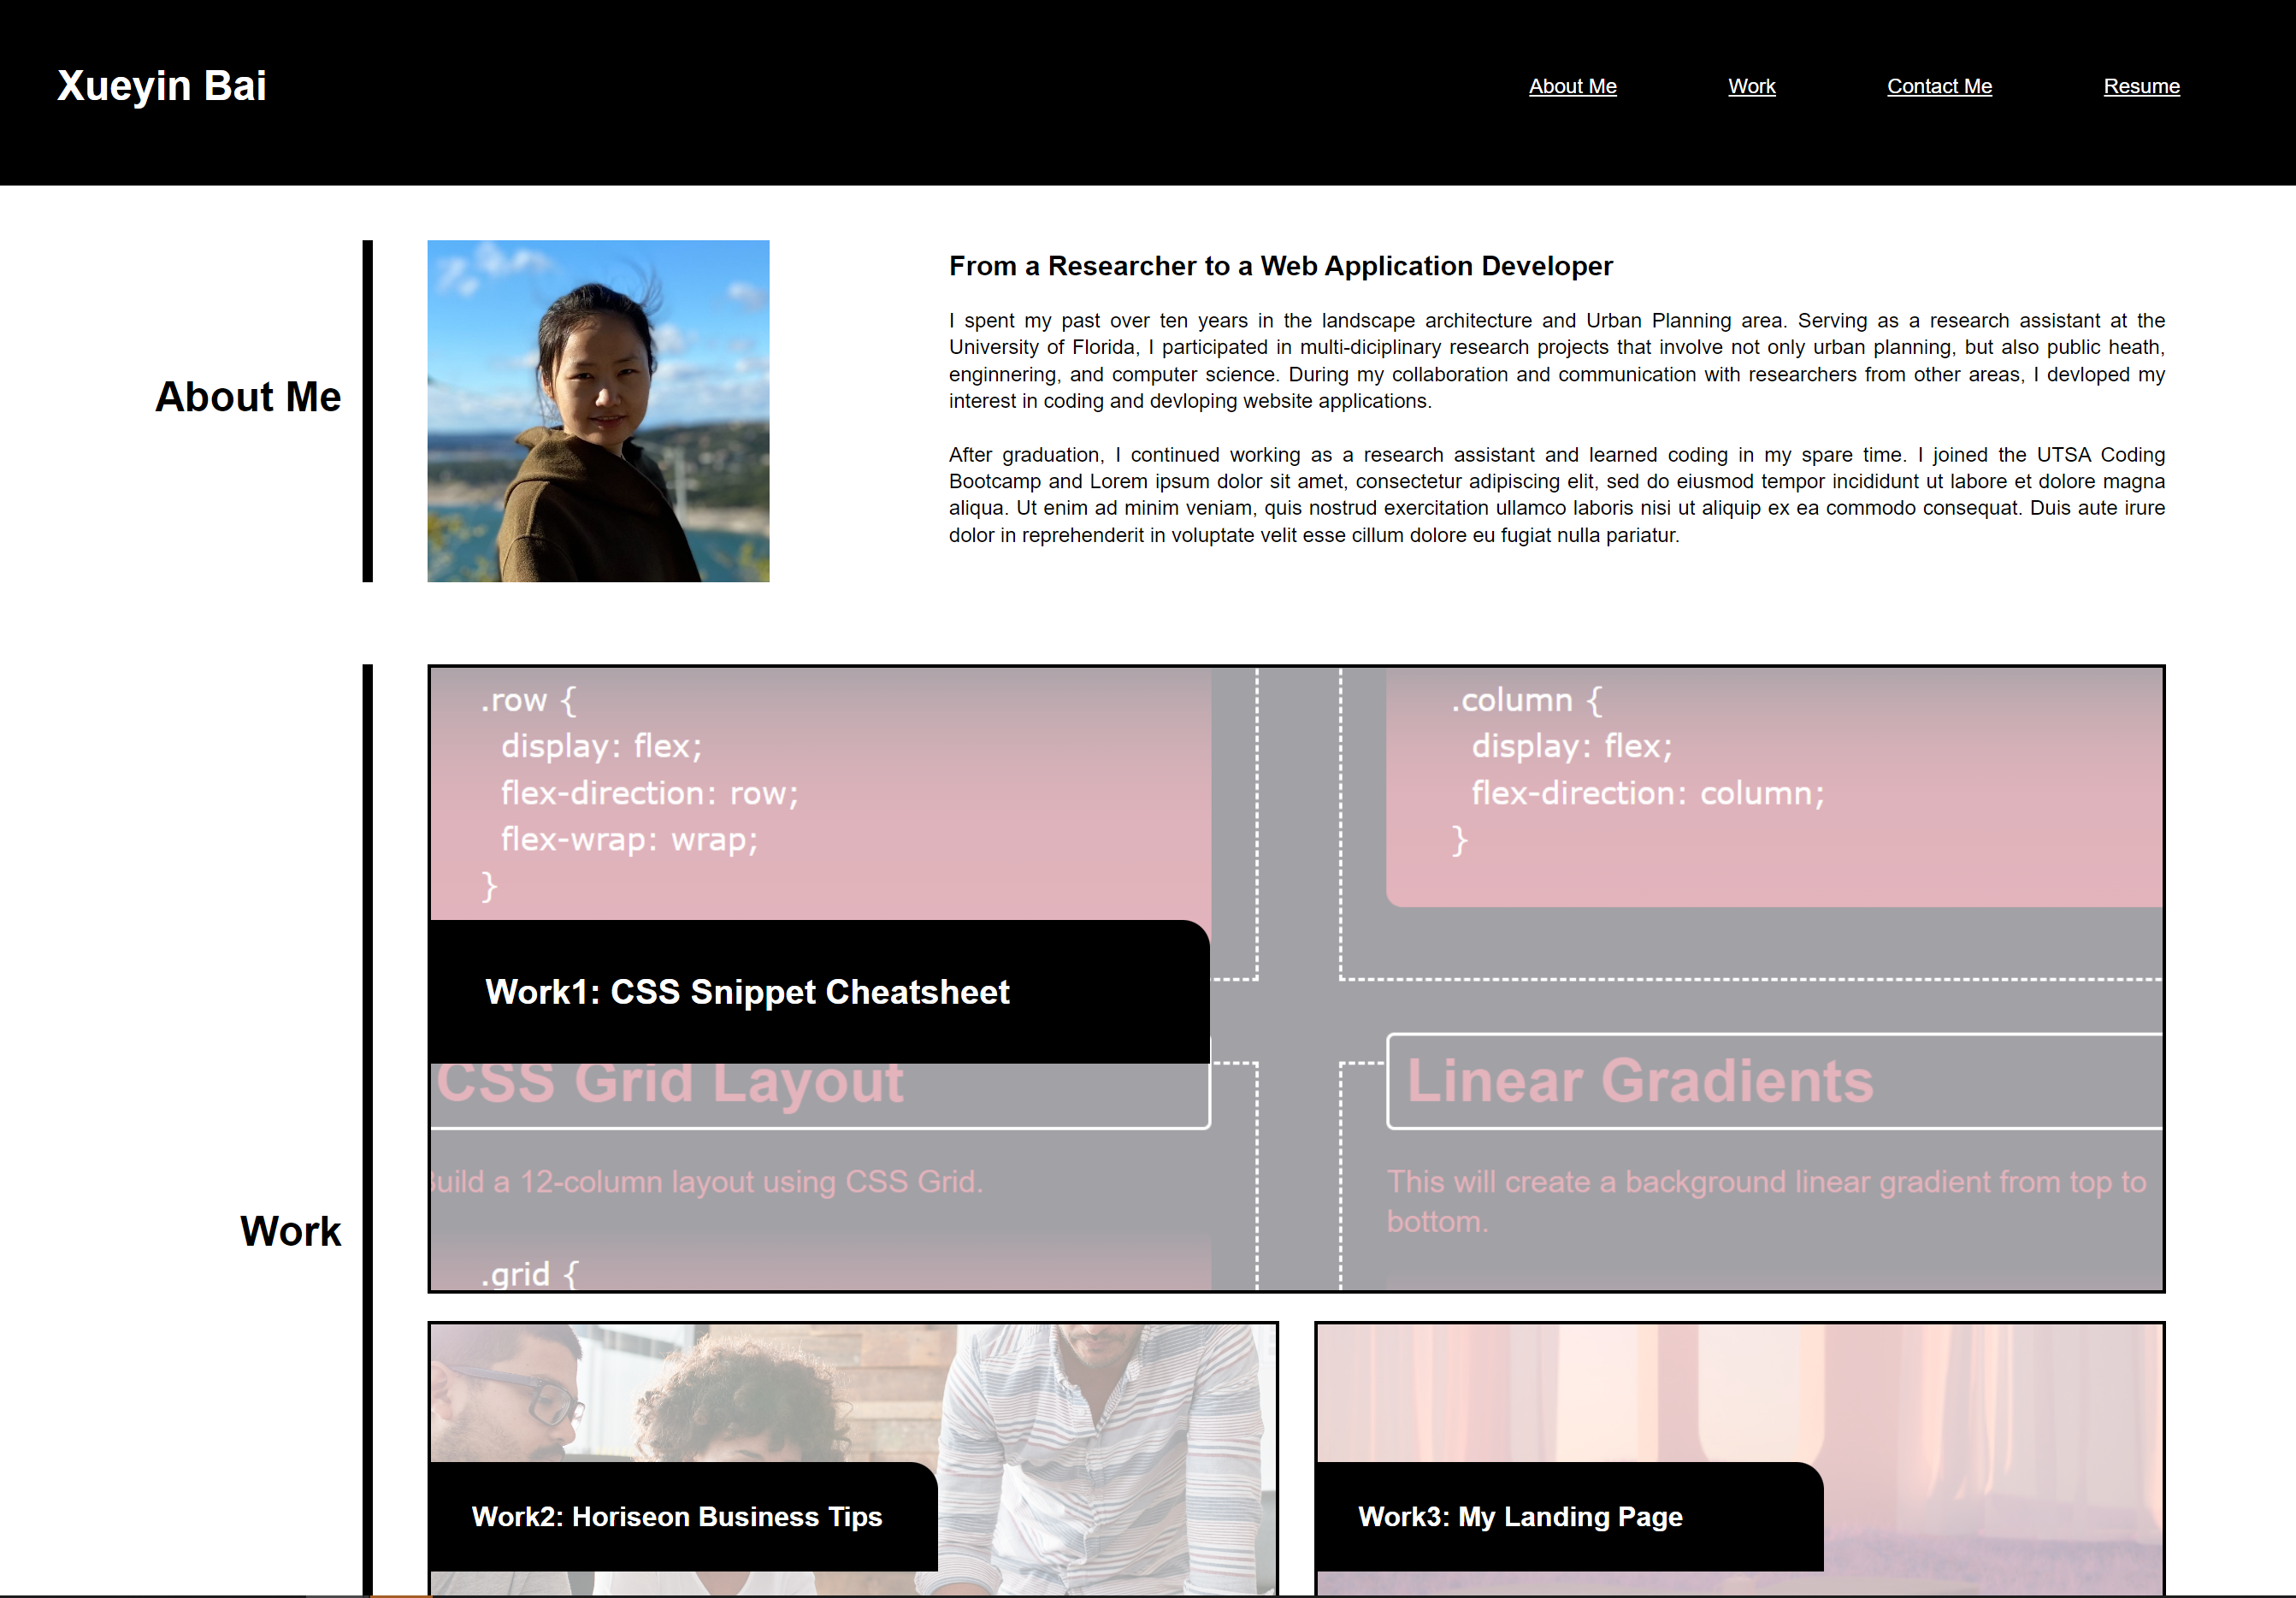 Xueyin Bai
About Me
Work
Contact Me
Resume
About Me
From a Researcher to a Web Application Developer
I spent my past over ten years in the landscape architecture and Urban Planning area. Serving as a research assistant at the
University of Florida, I participated in multi-diciplinary research projects that involve not only urban planning, but also public heath,
enginnering, and computer science. During my collaboration and communication with researchers from other areas, I devloped my
interest in coding and devloping website applications.
After graduation, I continued working as a research assistant and learned coding in my spare time. I joined the UTSA Coding
Bootcamp and Lorem ipsum dolor sit amet, consectetur adipiscing elit, sed do eiusmod tempor incididunt ut labore et dolore magna
aliqua. Ut enim ad minim veniam, quis nostrud exercitation ullamco laboris nisi ut aliquip ex ea commodo consequat. Duis aute irure
dolor in reprehenderit in voluptate velit esse cillum dolore eu fugiat nulla pariatur.
Work
.row {
display: flex;
flex-direction: row;
flex-wrap: wrap;
}
.column {
display: flex;
flex-direction: column;
}
Work1: CSS Snippet Cheatsheet
CSS Grid Layout
Build a 12-column layout using CSS Grid.
.grid {
Linear Gradients
This will create a background linear gradient from top to
bottom.
Work2: Horiseon Business Tips
Work3: My Landing Page